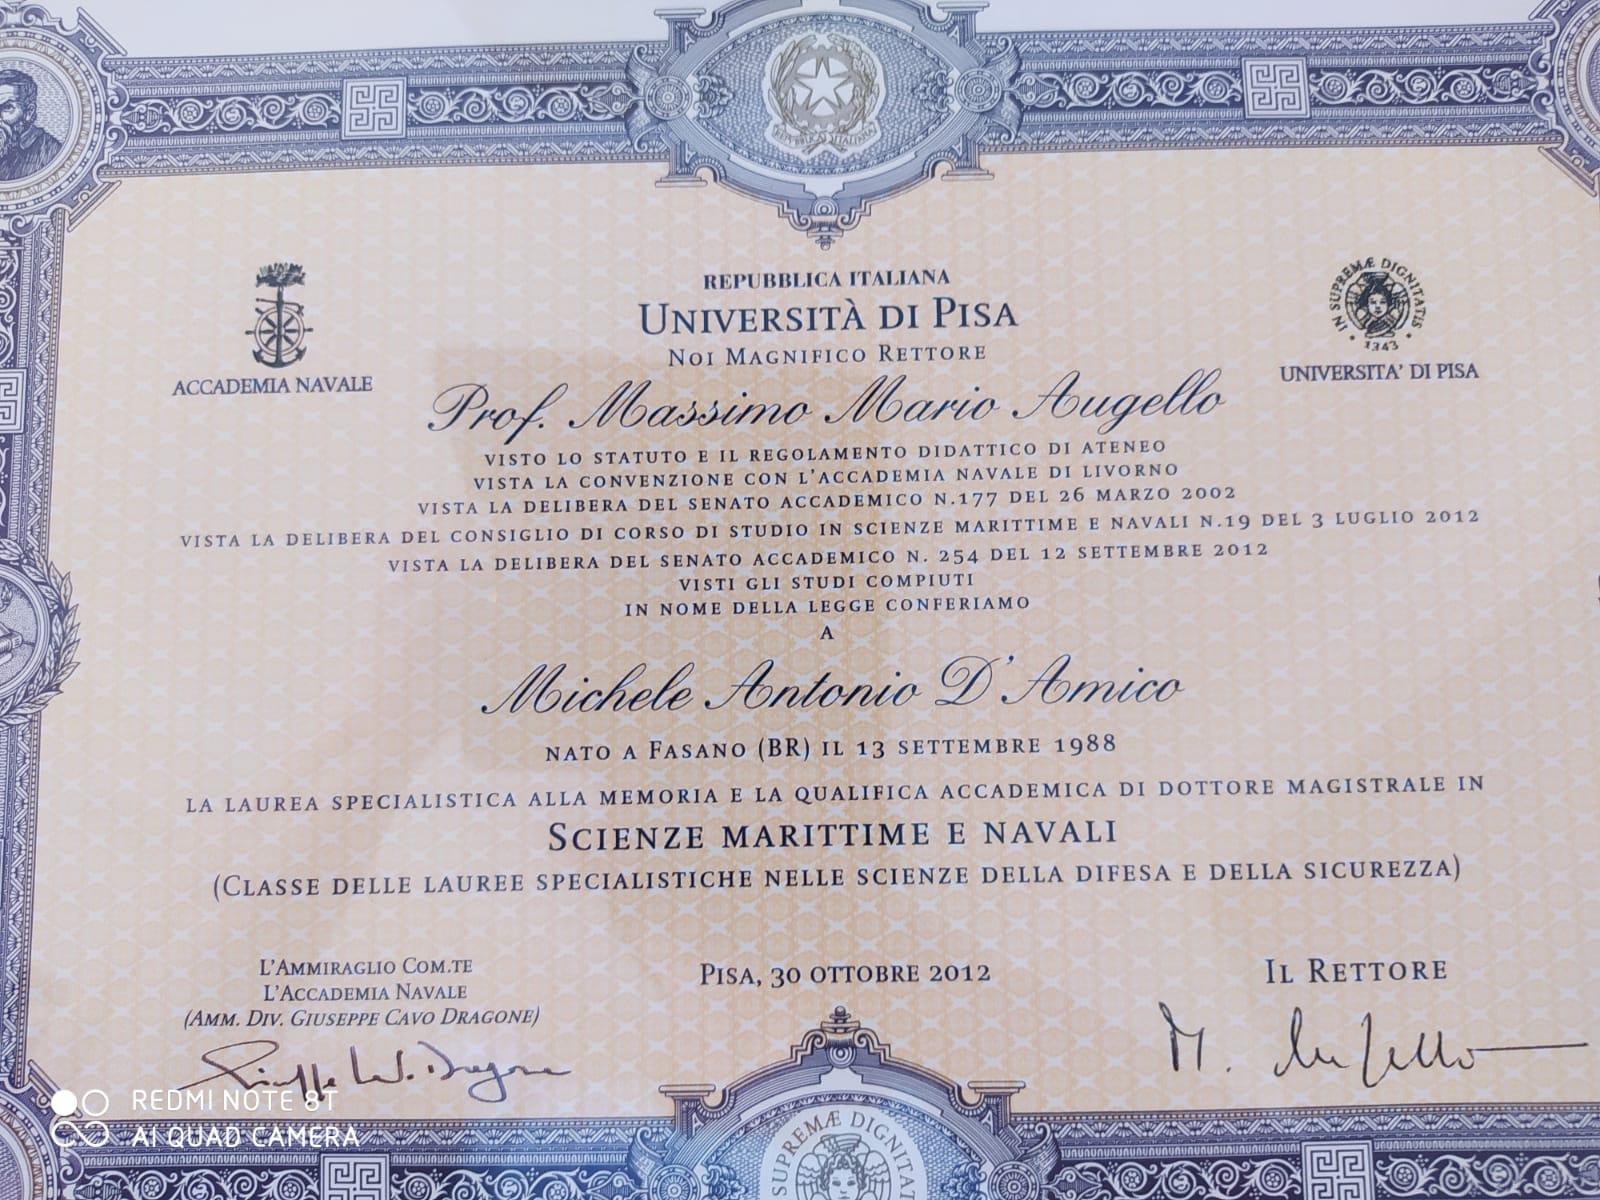 REPUBBLICA ITALIANA
UNIVERSITÀ DI PISA
NOI MAGNIFICO RETTORE
ACCADEMIA NAVALE
IN SUPREMÆ DIGNITATIS
1343
UNIVERSITA' DI PISA
Prof. Massimo Mario Augello
VISTO LO STATUTO E IL REGOLAMENTO DIDATTICO DI ATENEO
VISTA LA CONVENZIONE CON L'ACCADEMIA NAVALE DI LIVORNO
VISTA LA DELIBERA DEL SENATO ACCADEMICO N.177 DEL 26 MARZO 2002
VISTA LA DELIBERA DEL CONSIGLIO DI CORSO DI STUDIO IN SCIENZE MARITTIME E NAVALI N.19 DEL 3 LUGLIO 2012
VISTA LA DELIBERA DEL SENATO ACCADEMICO N. 254 DEL 12 SETTEMBRE 2012
VISTI GLI STUDI COMPIUTI
IN NOME DELLA LEGGE CONFERIAMO
A
Michele Antonio D'Amico
NATO A FASANO (BR) IL 13 SETTEMBRE 1988
LA LAUREA SPECIALISTICA ALLA MEMORIA E LA QUALIFICA ACCADEMICA DI DOTTORE MAGISTRALE IN
SCIENZE MARITTIME E NAVALI
(CLASSE DELLE LAUREE SPECIALISTICHE NELLE SCIENZE DELLA DIFESA E DELLA SICUREZZA)
L'AMMIRAGLIO COM.TE
L'ACCADEMIA NAVALE
(AMM. DIV. GIUSEPPE CAVO DRAGONE)
PISA, 30 OTTOBRE 2012
IL RETTORE
M. Augello
REDMI NOTE 8T
AI QUAD CAMERA
SUPREMÆ DIGNITAT